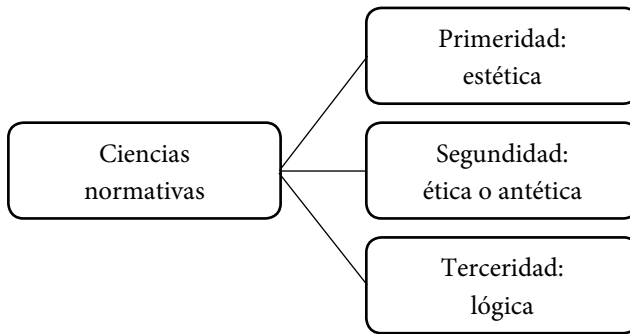 Ciencias
normativas
Primeridad:
estética
Segundidad:
ética o antética
Terceridad:
lógica